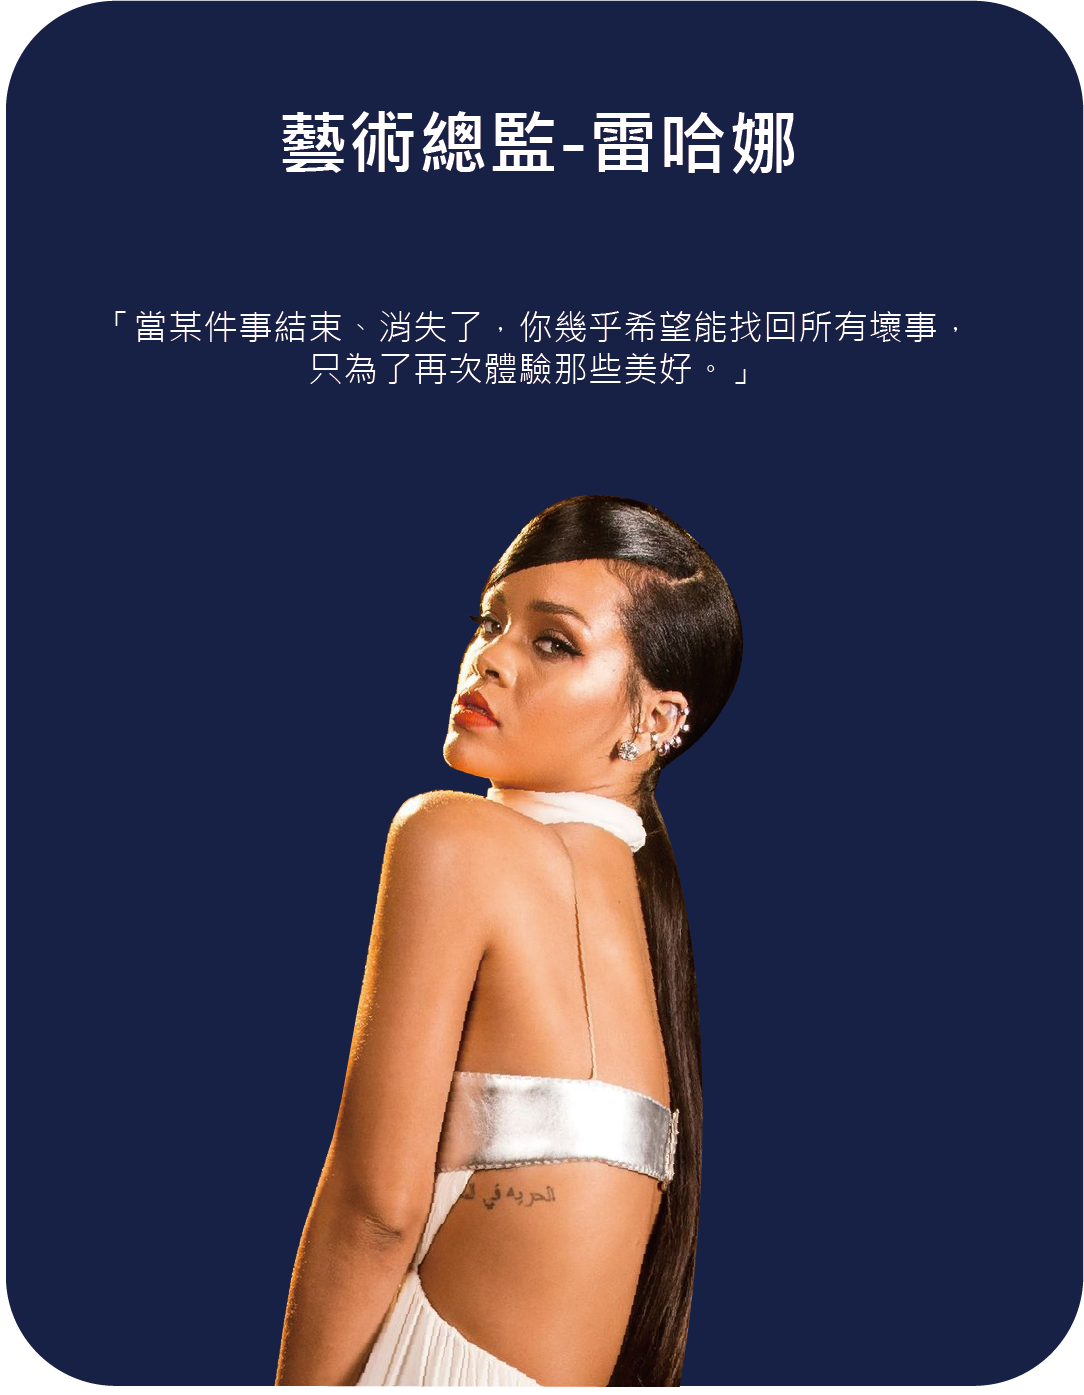 藝術總監-雷哈娜
「當某件事結束、消失了，你幾乎希望能找回所有壞事，
只為了再次體驗那些美好。」
الحرية في